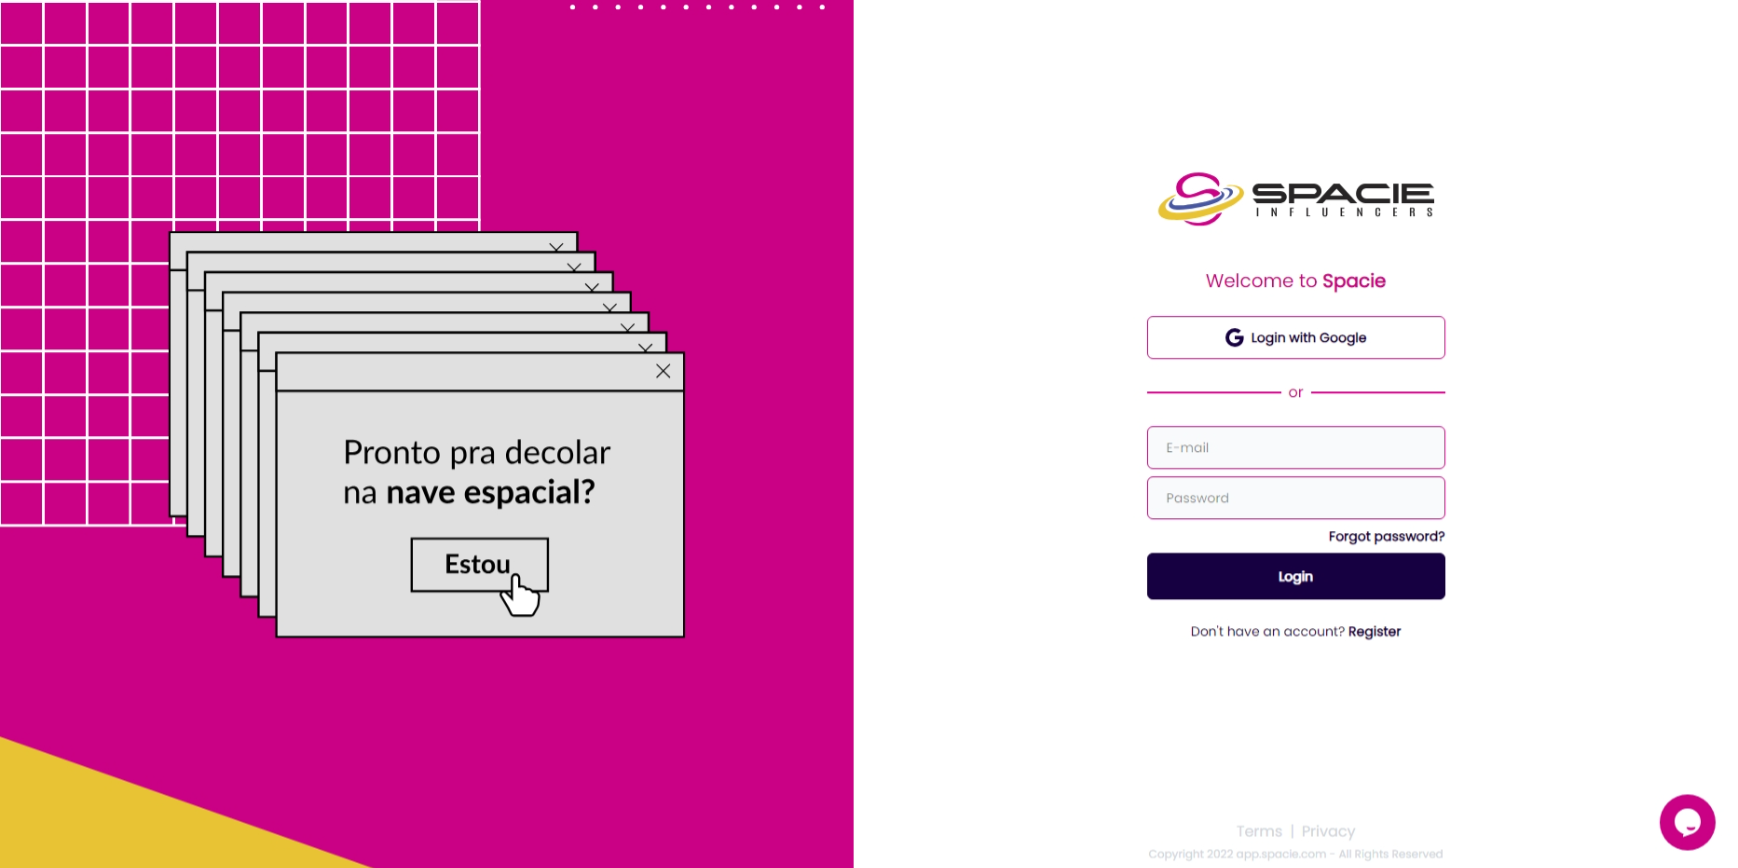 Pronto pra decolar
na nave espacial?
Estou
SPACIE
INFLUENCERS
Welcome to Spacie
Login with Google
or
E-mail
Password
Forgot password?
Login
Don't have an account? Register
Terms | Privacy
Copyright 2022 app.spacie.com - All Rights Reserved